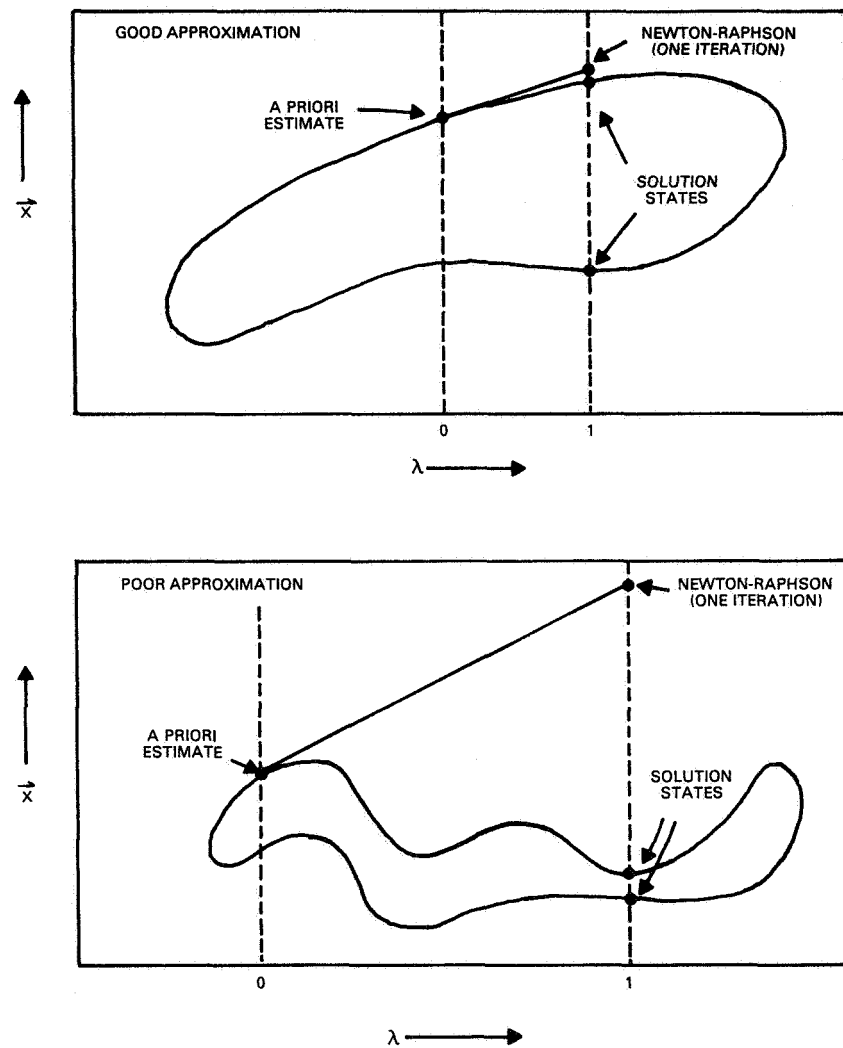 GOOD APPROXIMATION
NEWTON-RAPHSON
(ONE ITERATION)
A PRIORI
ESTIMATE
SOLUTION
STATES
x⃗
0
1
λ
POOR APPROXIMATION
NEWTON-RAPHSON
(ONE ITERATION)
A PRIORI
ESTIMATE
SOLUTION
STATES
x⃗
0
1
λ